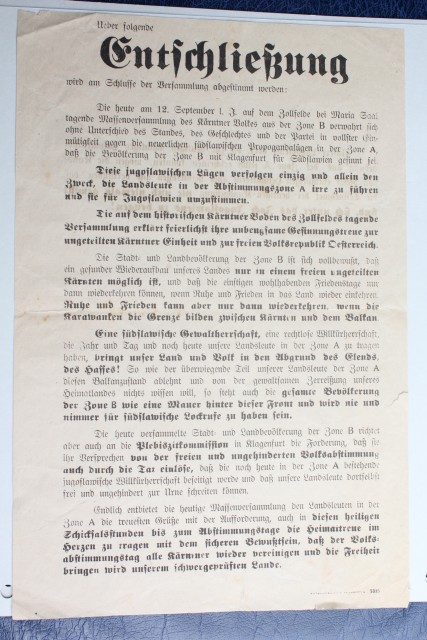 Ueber folgende
Entschließung
wird am Schlusse der Versammlung abgestimmt werden:
Die heute am 12. September l. J. auf dem Zollfelde bei Maria Saal
tagende Massenversammlung des Kärntner Volkes aus der Zone B verwahrt sich
ohne Unterschied des Standes, des Geschlechtes und der Partei in vollster Ein-
mütigkeit gegen die neuerlichen südslawischen Propagandalügen in der Zone A,
daß die Bevölkerung der Zone B mit Klagenfurt für Südslawien gesinnt sei.
Diese jugoslawischen Lügen verfolgen einzig und allein den
Zweck, die Landsleute in der Abstimmungszone A irre zu führen
und sie für Jugoslawien umzustimmen.
Die auf dem historischen Kärntner Boden des Zollfeldes tagende
Versammlung erklärt feierlichst ihre unbeugsame Gesinnungstreue zur
ungeteilten Kärntner Einheit und zur freien Volksrepublik Oesterreich.
Die Stadt- und Landbevölkerung der Zone B ist sich vollbewußt, daß
ein gesunder Wiederaufbau unseres Landes nur in einem freien ungeteilten
Kärnten möglich ist, und daß die einstigen wohlhabenden Friedenstage nur
dann wiederkehren können, wenn Ruhe und Frieden in das Land wieder einkehren.
Ruhe und Frieden kann aber nur dann wiederkehren, wenn die
Karawanken die Grenze bilden zwischen Kärnten und dem Balkan.
Eine südslawische Gewaltherrschaft, eine rechtlose Willkürherrschaft,
die Jahr und Tag und noch heute unsere Landsleute in der Zone A zu tragen
haben, bringt unser Land und Volk in den Abgrund des Elends,
des Hasses! So wie der überwiegende Teil unserer Landsleute der Zone A
diesen Balkanzustand ablehnt und von der gewaltsamen Zerreißung unseres
Heimatlandes nichts wissen will, so steht auch die gesamte Bevölkerung
der Zone B wie eine Mauer hinter dieser Front und wird nie und
nimmer für südslawische Lockrufe zu haben sein.
Die heute versammelte Stadt- und Landbevölkerung der Zone B richtet
aber auch an die Plebiszitkommission in Klagenfurt die Forderung, daß sie
ihr Versprechen von der freien und ungehinderten Volksabstimmung
auch durch die Tat einlöse, daß die noch heute in der Zone A bestehende
jugoslawische Willkürherrschaft beseitigt werde und daß unsere Landsleute dortselbst
frei und ungehindert zur Urne schreiten können.
Endlich entbietet die heutige Massenversammlung den Landsleuten in der
Zone A die treuesten Grüße mit der Aufforderung, auch in diesen heiligen
Schicksalsstunden bis zum Abstimmungstage die Heimattreue im
Herzen zu tragen mit dem sicheren Bewußtsein, daß der Volks-
abstimmungstag alle Kärntner wieder vereinigen und die Freiheit
bringen wird unserem schwergeprüften Lande.